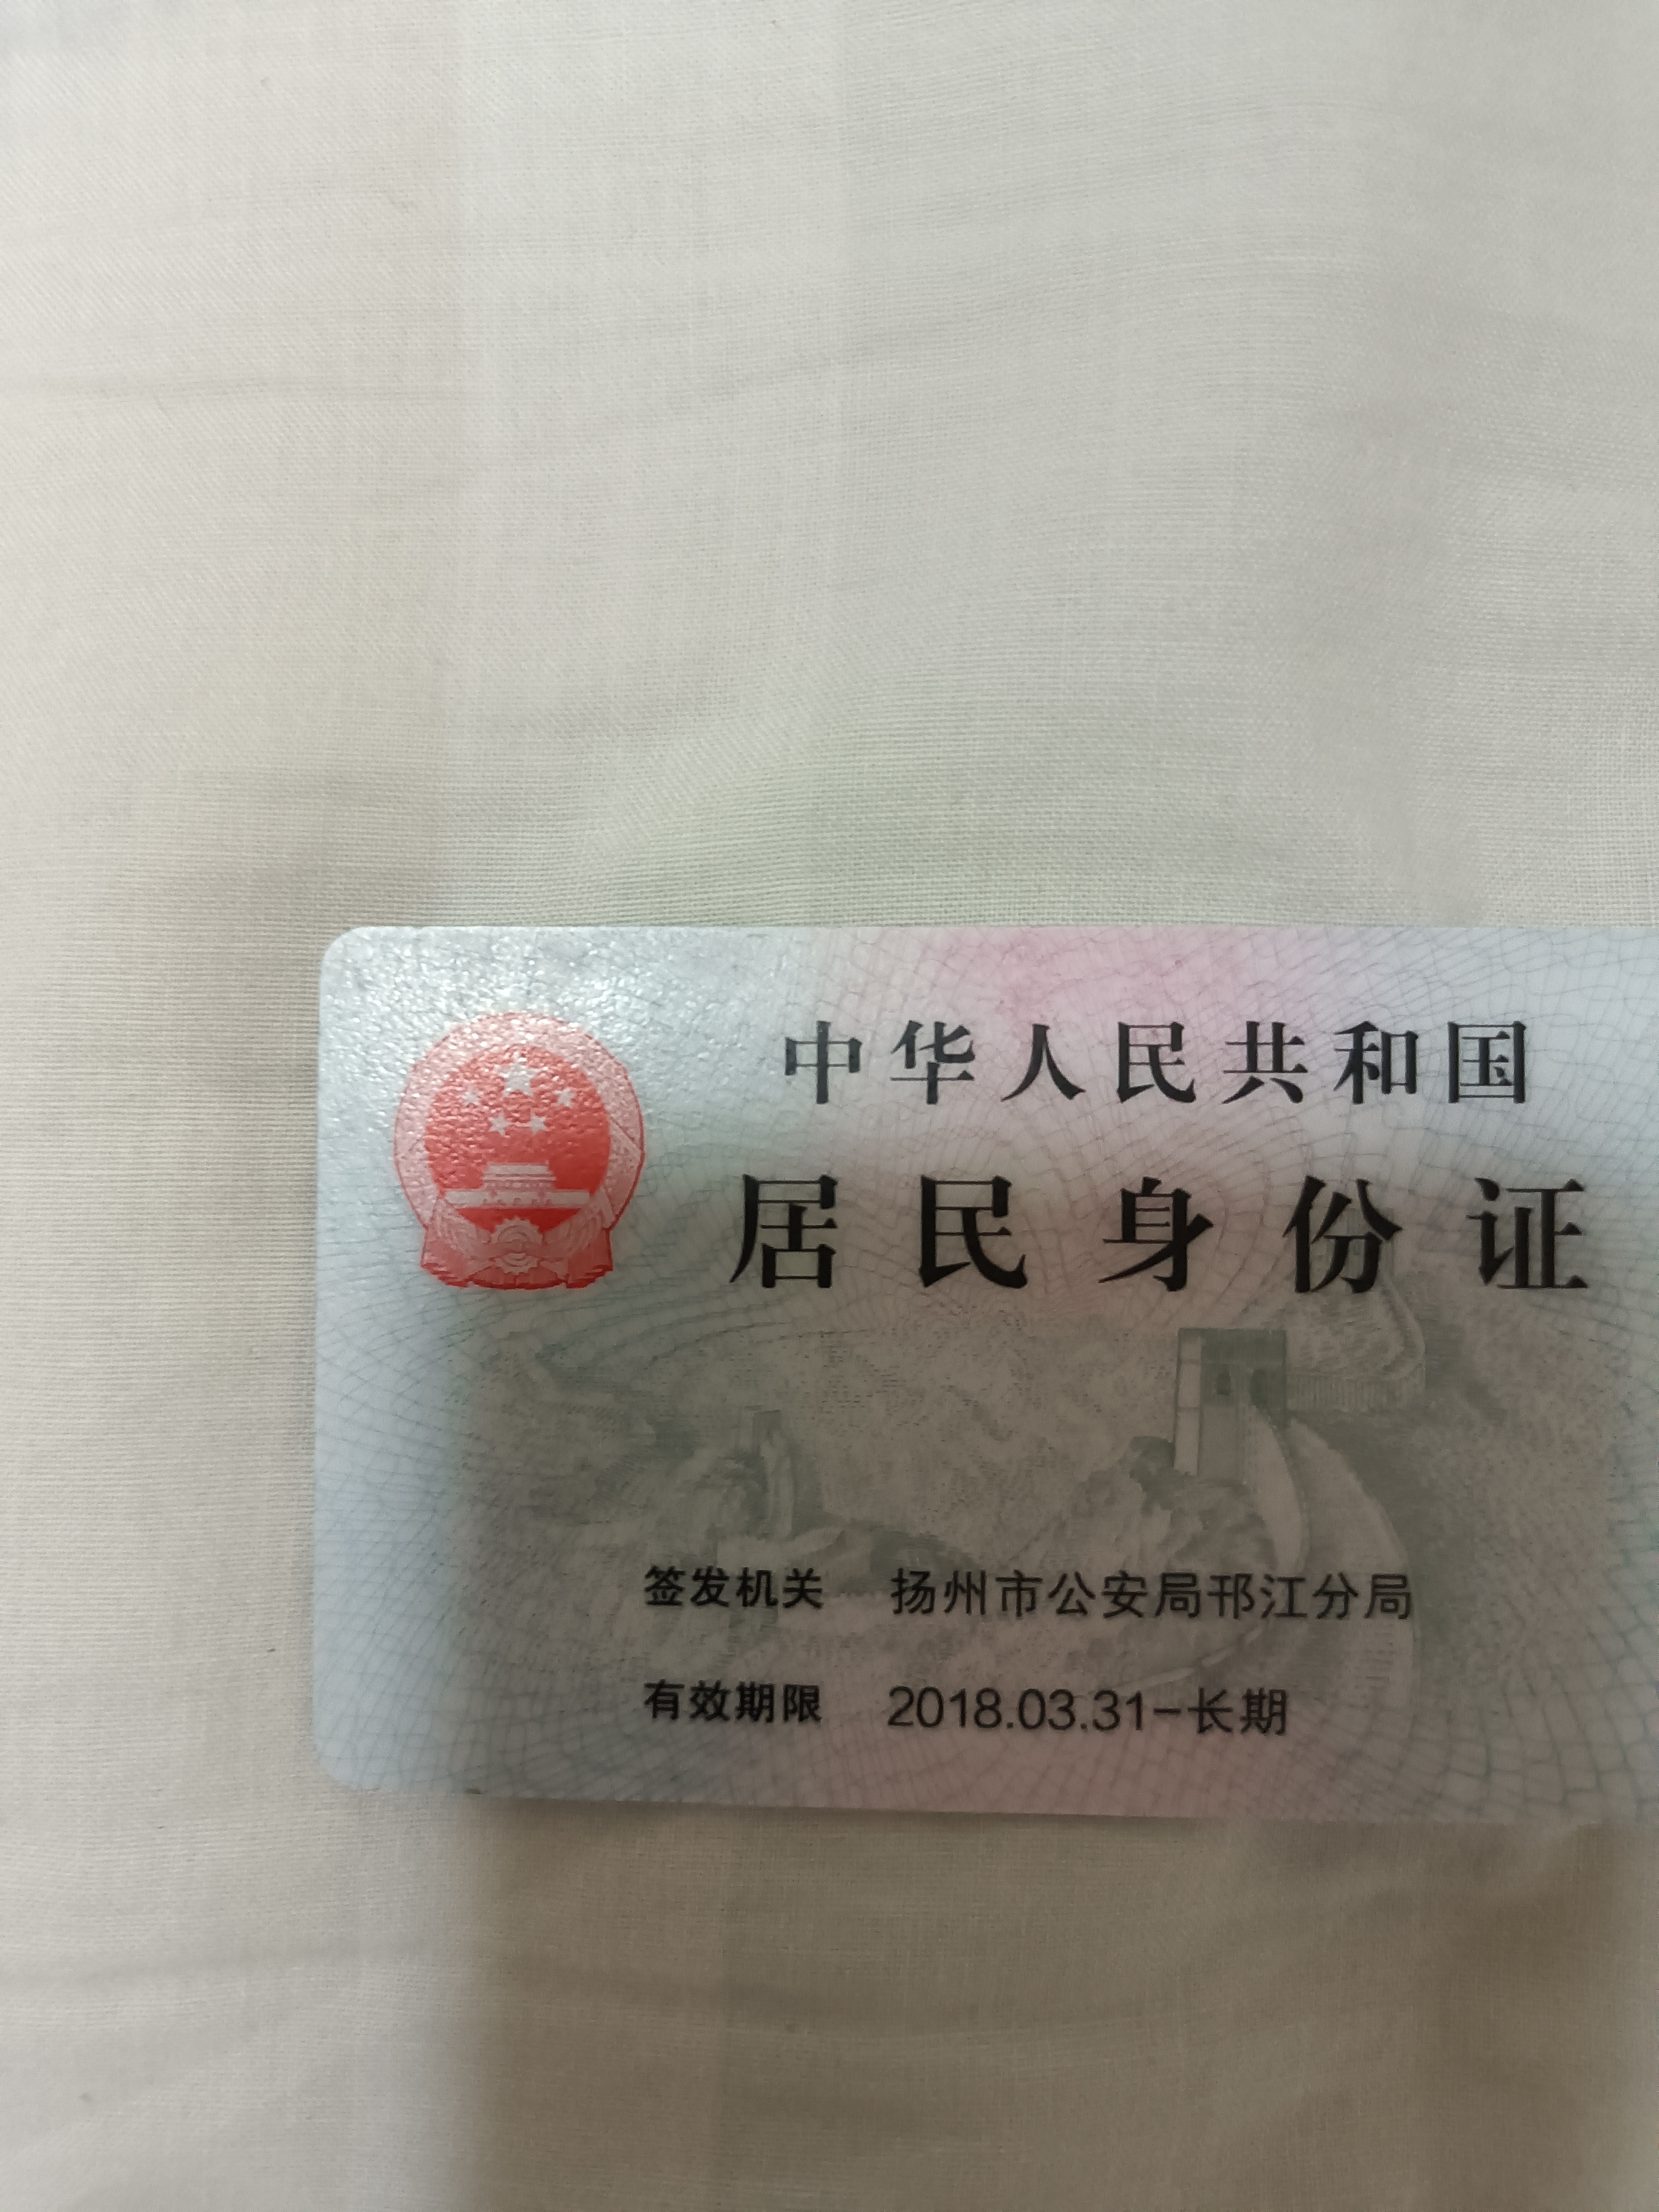 中华人民共和国
居民身份证
签发机关 扬州市公安局邗江分局
有效期限 2018.03.31-长期